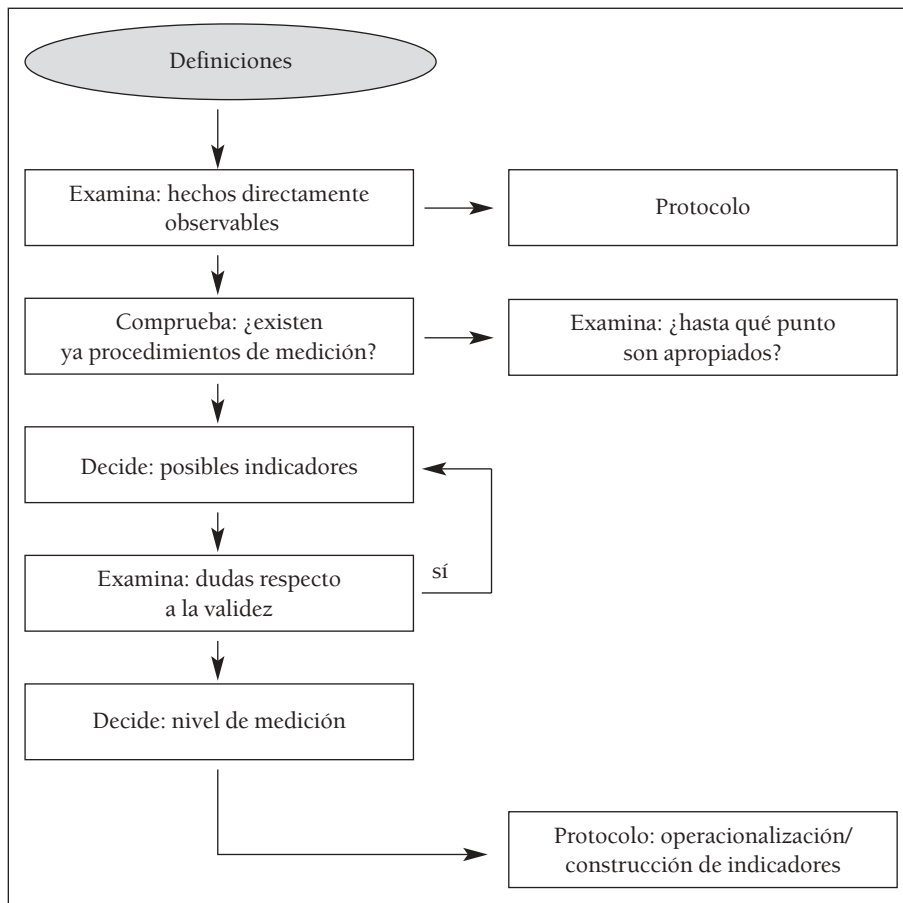 Definiciones
Examina: hechos directamente
observables
Protocolo
Comprueba: ¿existen
ya procedimientos de medición?
Examina: ¿hasta qué punto
son apropiados?
Decide: posibles indicadores
Examina: dudas respecto
a la validez
sí
Decide: nivel de medición
Protocolo: operacionalización/
construcción de indicadores